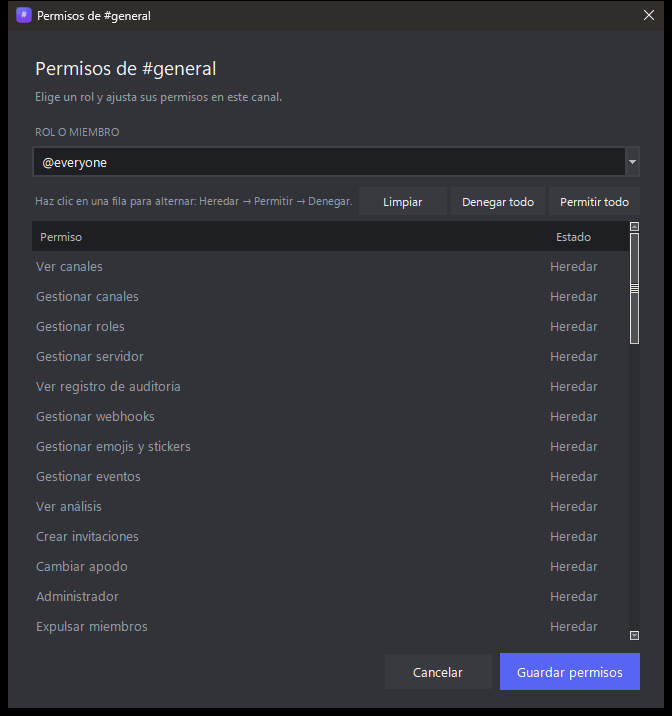 # Permisos de #general
Permisos de #general
Elige un rol y ajusta sus permisos en este canal.
ROL O MIEMBRO
@everyone
Haz clic en una fila para alternar: Heredar → Permitir → Denegar. Limpiar Denegar todo Permitir todo
Permiso Estado
Ver canales Heredar
Gestionar canales Heredar
Gestionar roles Heredar
Gestionar servidor Heredar
Ver registro de auditoría Heredar
Gestionar webhooks Heredar
Gestionar emojis y stickers Heredar
Gestionar eventos Heredar
Ver análisis Heredar
Crear invitaciones Heredar
Cambiar apodo Heredar
Administrador Heredar
Expulsar miembros Heredar
Cancelar Guardar permisos